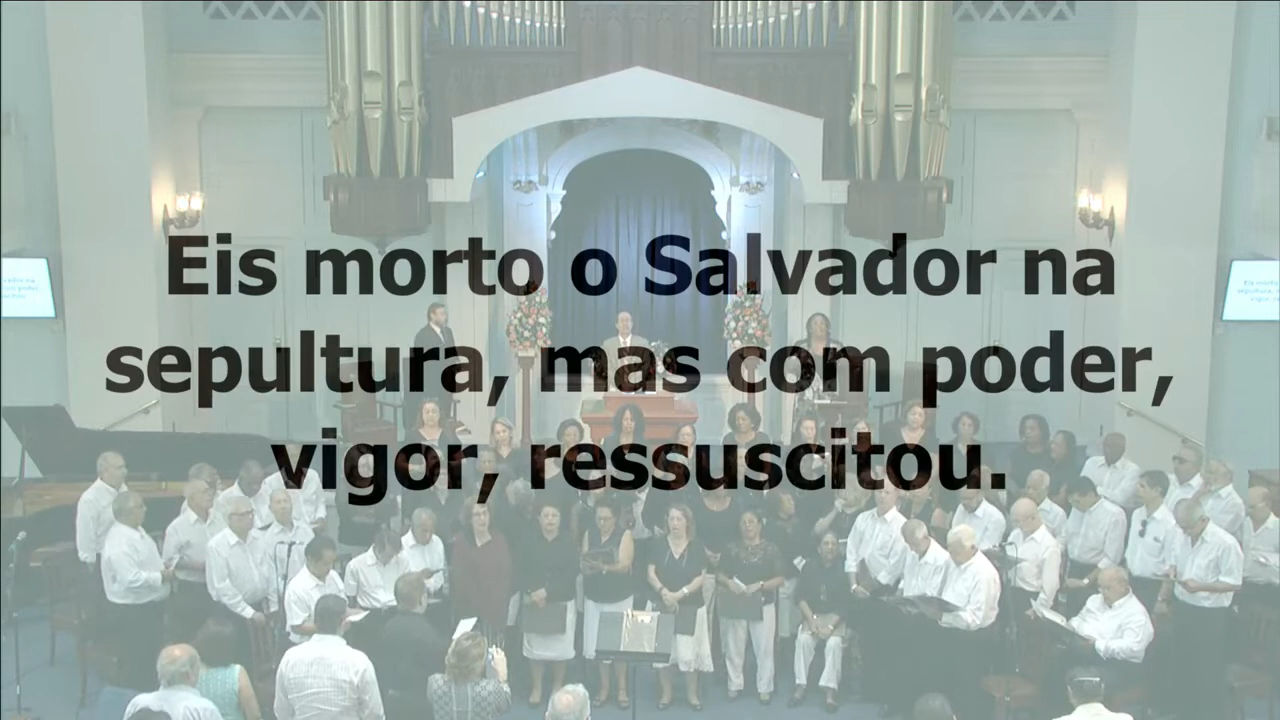 Eis morto o Salvador na
sepultura, mas com poder,
vigor, ressuscitou.